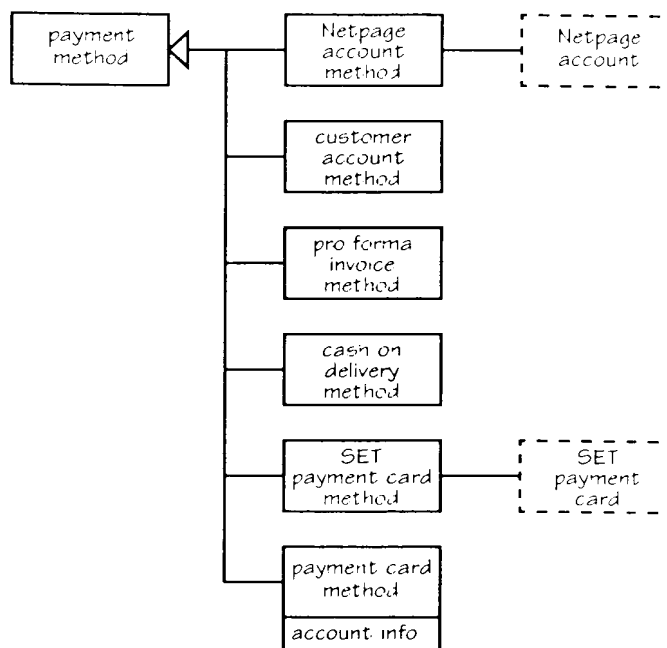 payment
method
Netpage
account
method
Netpage
account
customer
account
method
pro forma
invoice
method
cash on
delivery
method
SET
payment card
method
SET
payment
card
payment card
method
account info